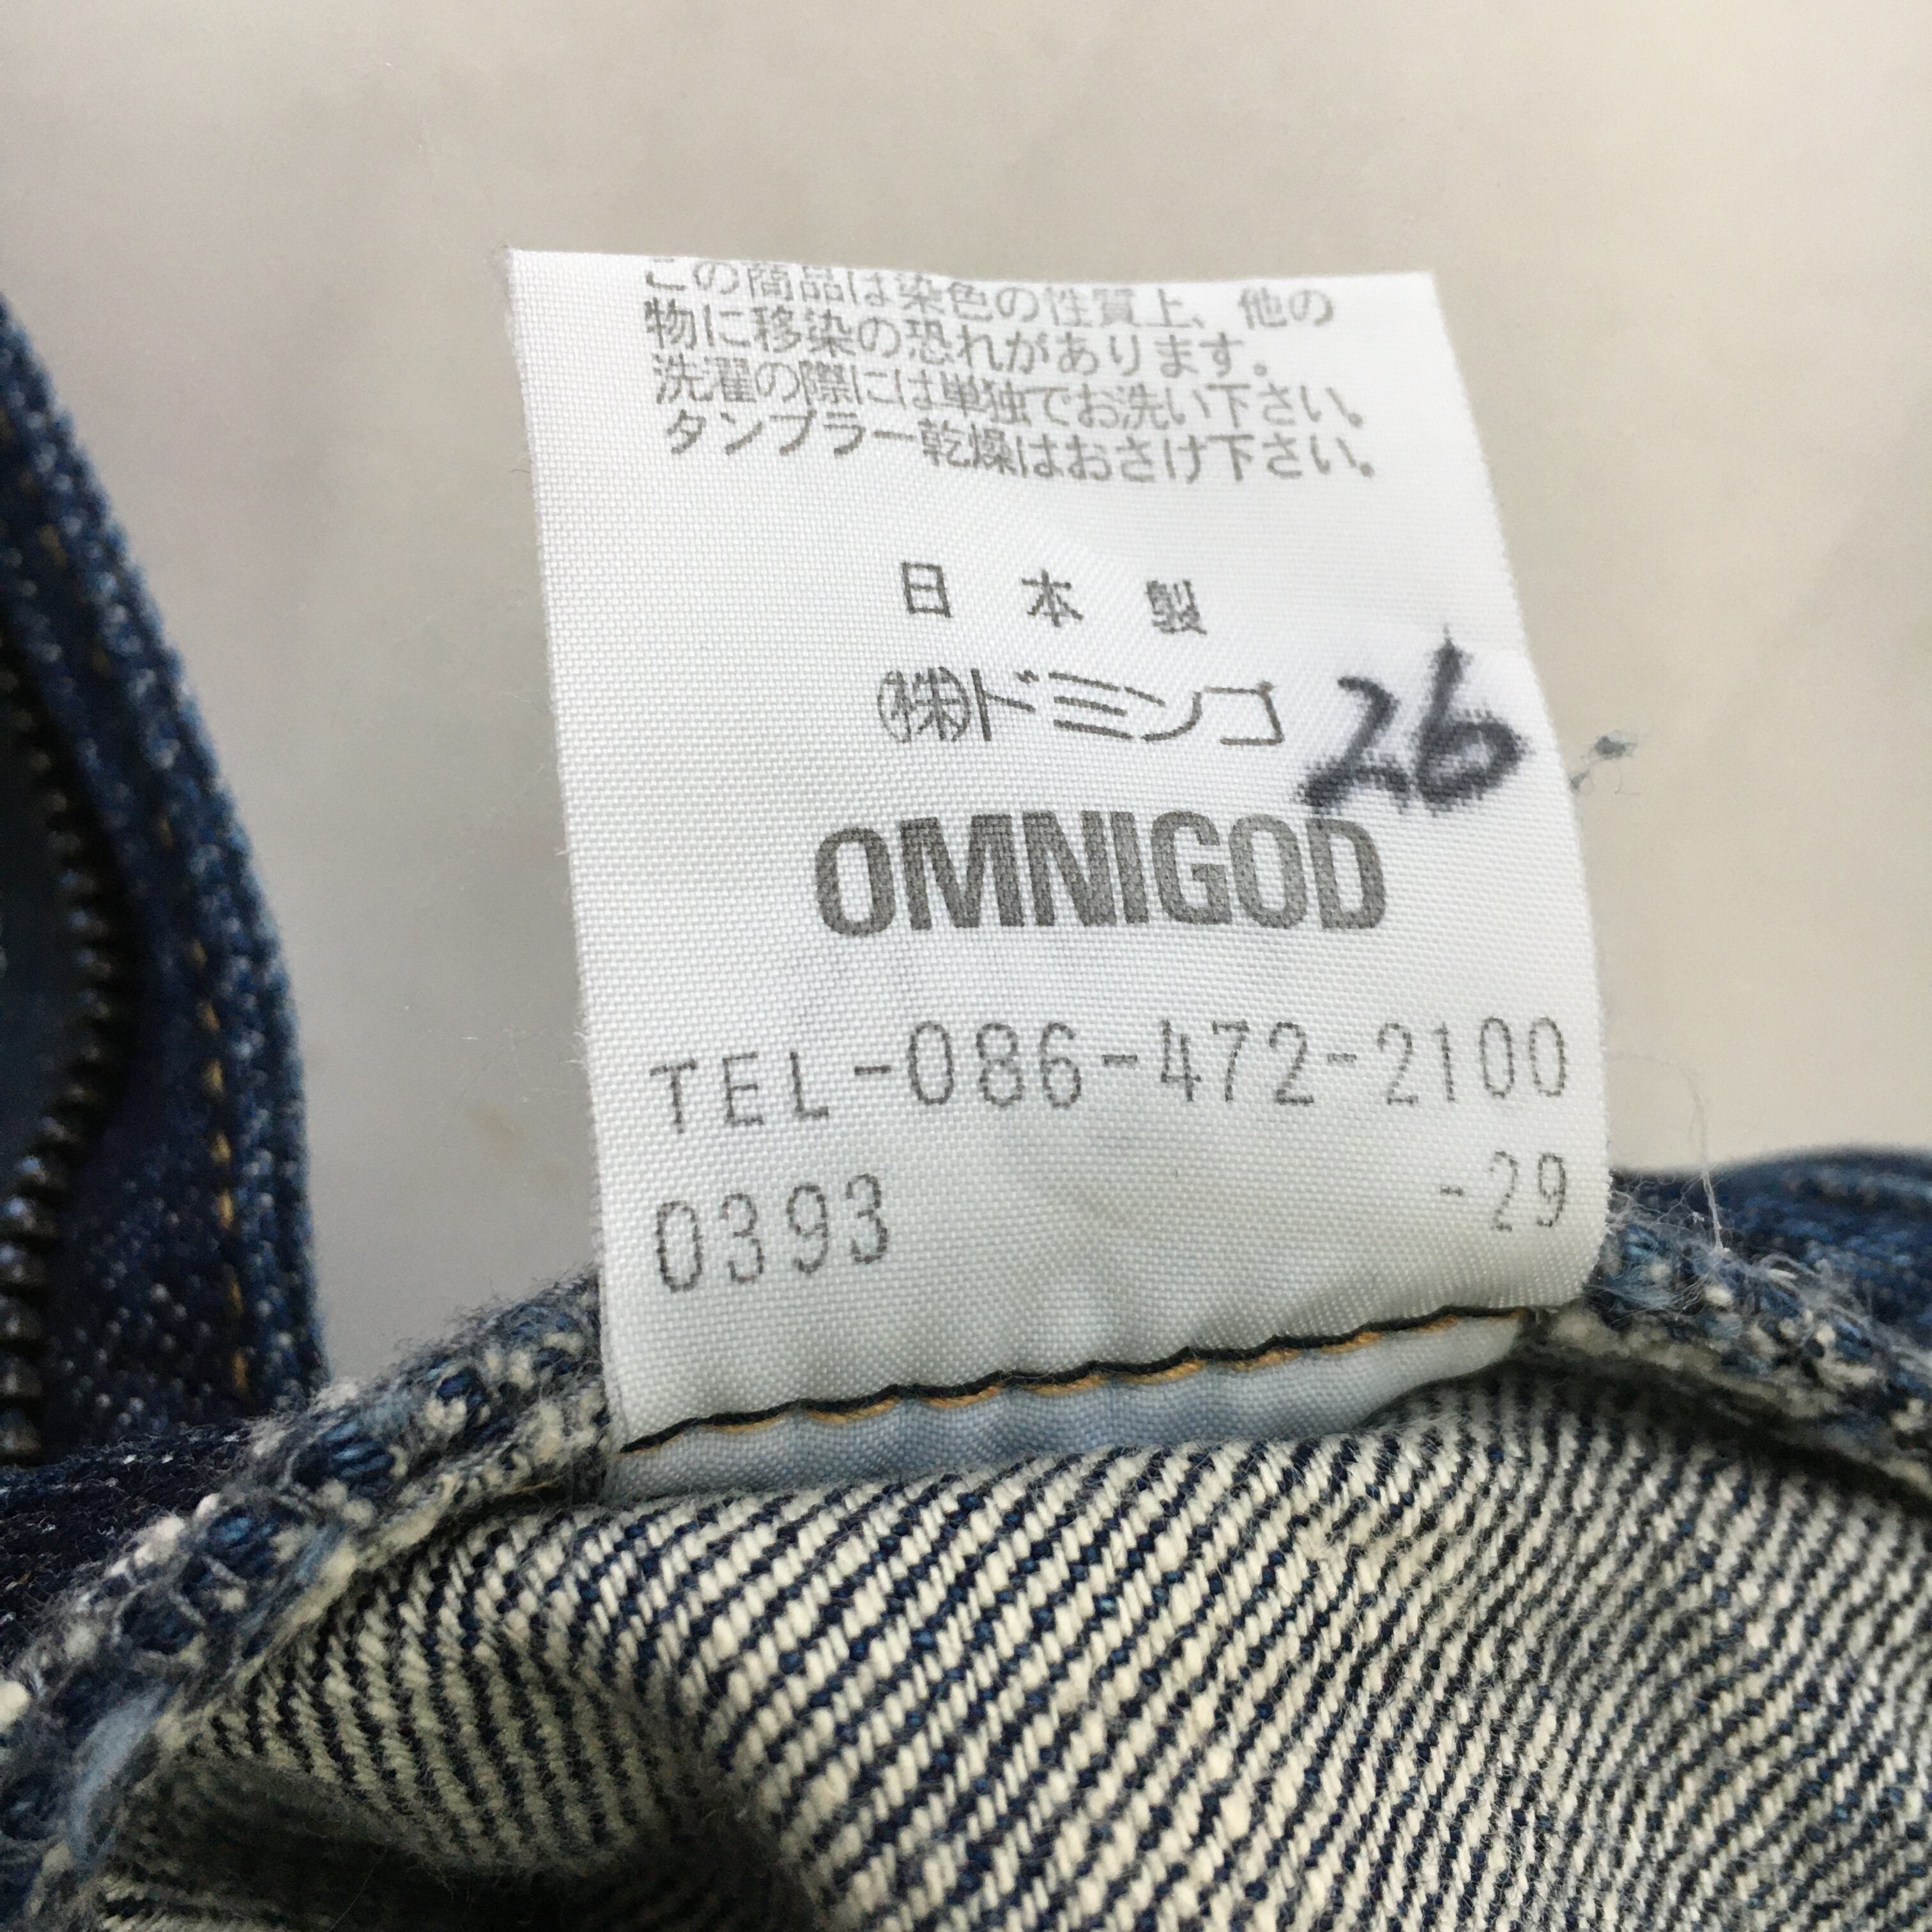 この商品は染色の性質上、他の
物に移染の恐れがあります。
洗濯の際には単独でお洗い下さい。
タンブラー乾燥はおさけ下さい。
日本製
㈱ドミンゴ
26
OMNIGOD
TEL-086-472-2100
0393 -29